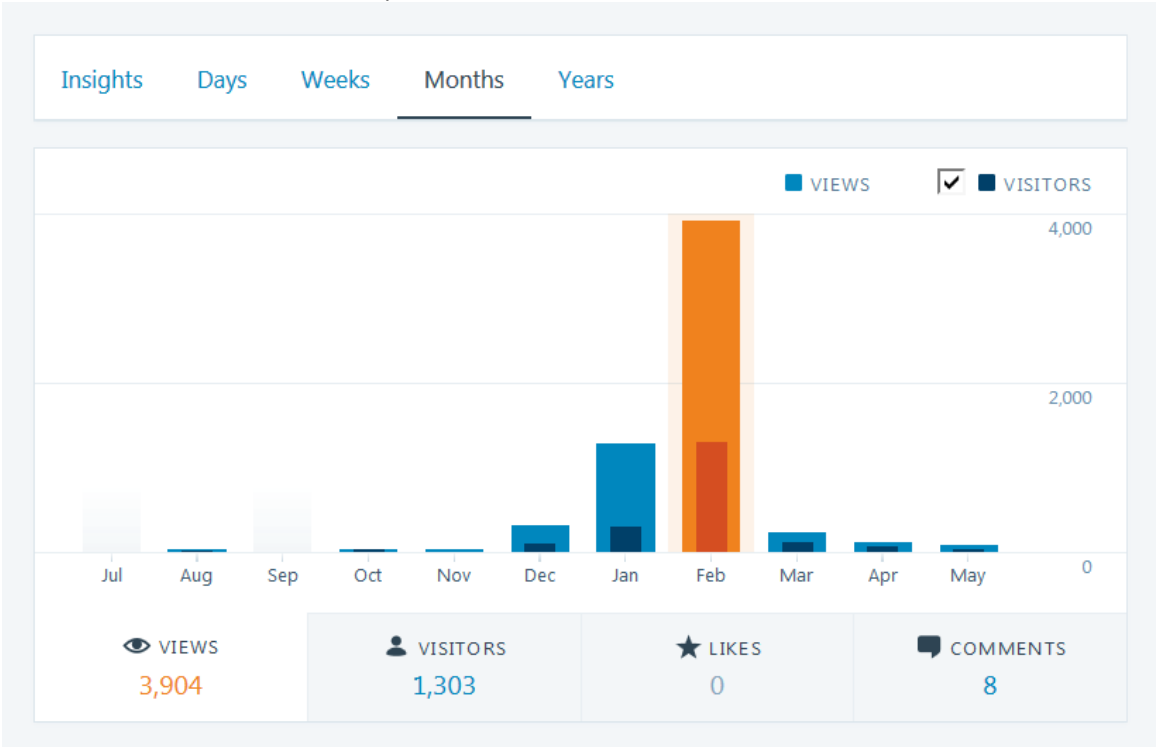 Insights Days Weeks Months Years
VIEWS VISITORS
4,000
2,000
0
Jul Aug Sep Oct Nov Dec Jan Feb Mar Apr May
VIEWS VISITORS LIKES COMMENTS
3,904 1,303 0 8